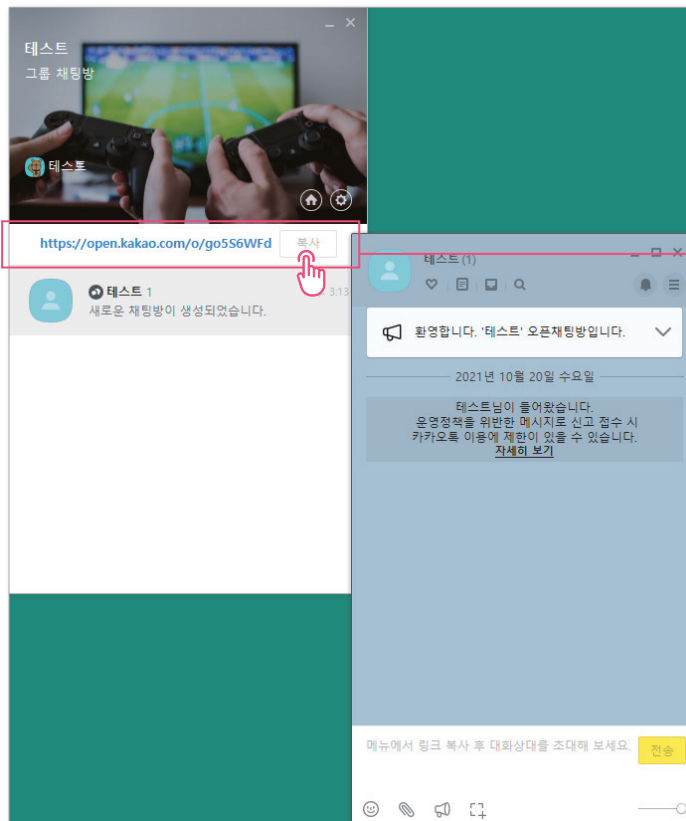 테스트
그룹 채팅방
테스토
https://open.kakao.com/o/go5S6WFd
복사
테스트 1
3:13
새로운 채팅방이 생성되었습니다.
테스트 (1)
환영합니다. '테스트' 오픈채팅방입니다.
2021년 10월 20일 수요일
테스트님이 들어왔습니다.
운영정책을 위반한 메시지로 신고 접수 시
카카오톡 이용에 제한이 있을 수 있습니다.
자세히 보기
메뉴에서 링크 복사 후 대화상대를 초대해 보세요.
전송